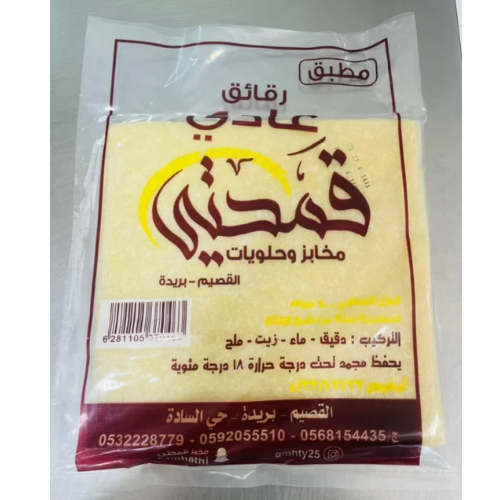 مطبق
رقائق
عادي
قمحتي
مخابز وحلويات
القصيم - بريدة
التركيب : دقيق - ماء - زيت - ملح
يحفظ مجمد تحت درجة حرارة ١٨ درجة مئوية
القصيم - بريدة - حي السادة
ج/ 0568154435 - 0592055510 - 0532228779
gmhty25